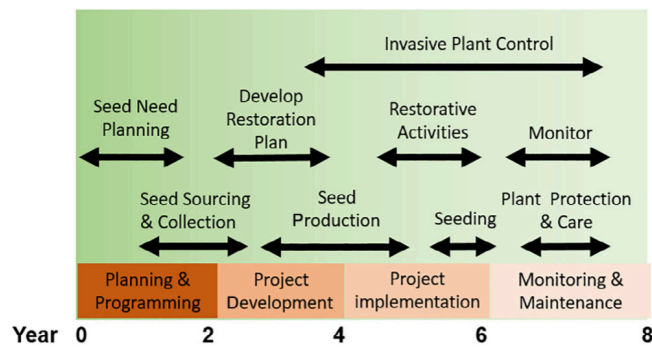 Invasive Plant Control
Seed Need
Planning
Develop
Restoration
Plan
Restorative
Activities
Monitor
Seed Sourcing
& Collection
Seed
Production
Seeding
Plant Protection
& Care
Planning &
Programming
Project
Development
Project
implementation
Monitoring &
Maintenance
Year 0 2 4 6 8